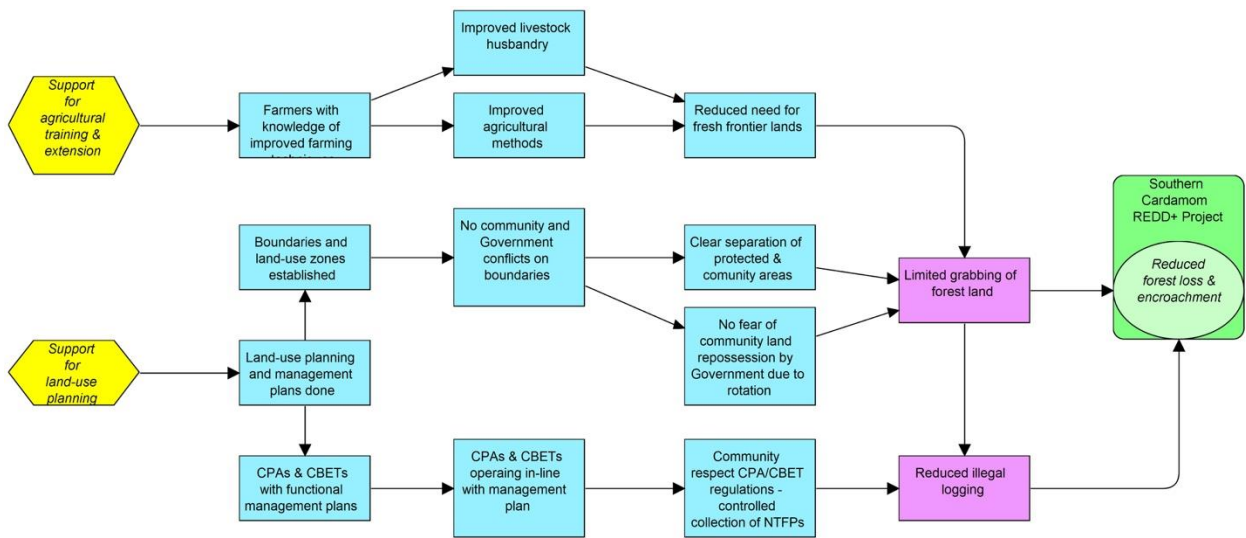 Support
for
agricultural
training &
extension
Farmers with
knowledge of
improved farming
Improved livestock
husbandry
Improved
agricultural
methods
Reduced need for
fresh frontier lands
Support
for
land-use
planning
Land-use planning
and management
plans done
Boundaries and
land-use zones
established
No community and
Government
conflicts on
boundaries
Clear separation of
protected &
comunity areas
No fear of
community land
repossession by
Government due to
rotation
CPAs & CBETs
with functional
management plans
CPAs & CBETs
operaing in-line
with management
plan
Community
respect CPA/CBET
regulations -
controlled
collection of NTFPs
Limited grabbing of
forest land
Reduced illegal
logging
Southern
Cardamom
REDD+ Project
Reduced
forest loss &
encroachment